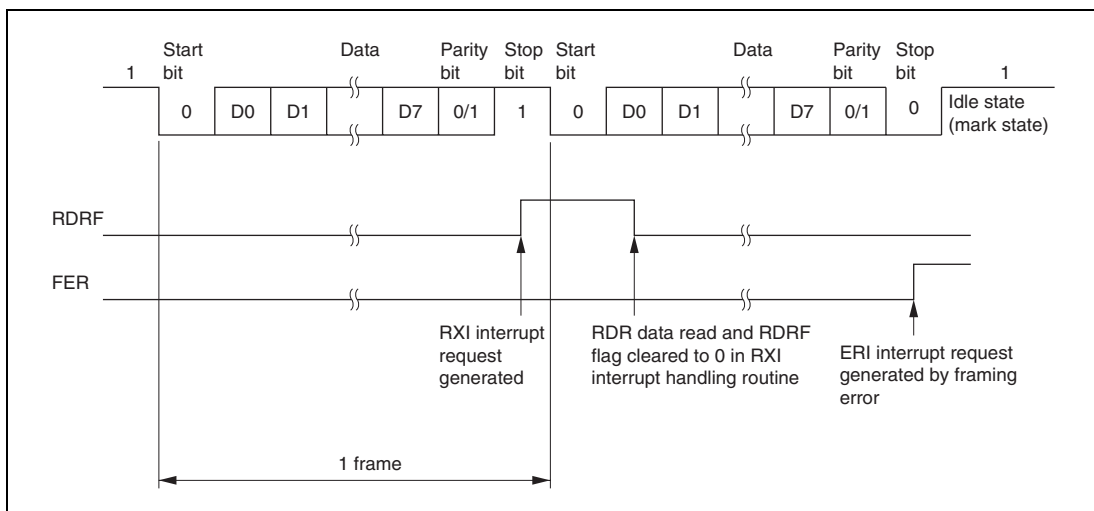 Start bit Data Parity bit Stop bit Start bit Data Parity bit Stop bit
1 1
0 D0 D1 D7 0/1 1 0 D0 D1 D7 0/1 0 Idle state (mark state)
RDRF
FER
RXI interrupt
request
generated
RDR data read and RDRF
flag cleared to 0 in RXI
interrupt handling routine
ERI interrupt request
generated by framing
error
1 frame